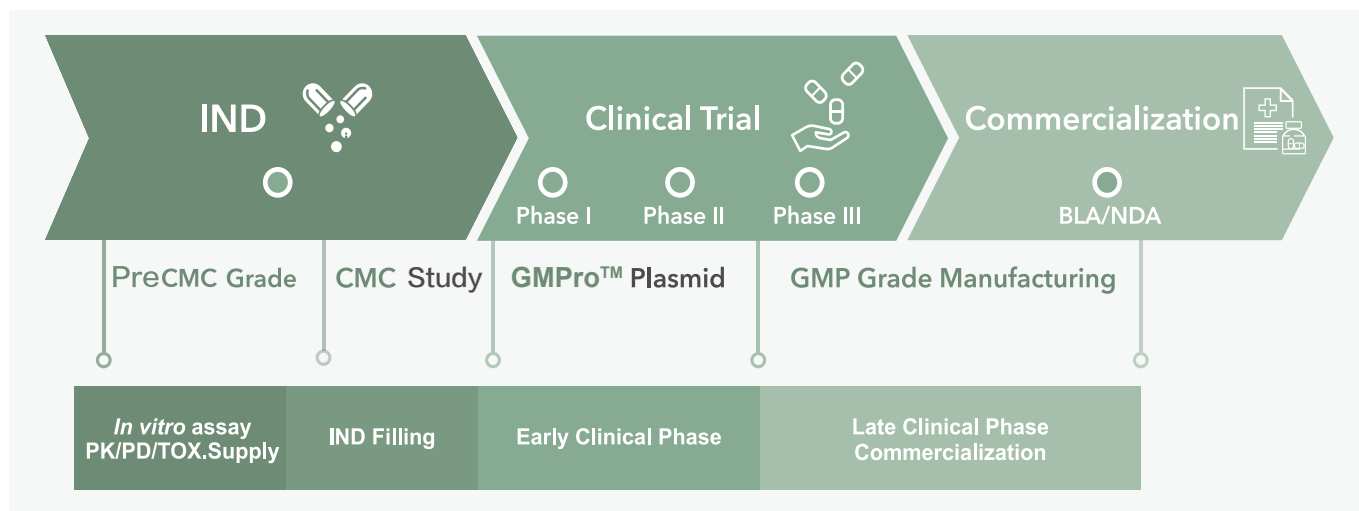 IND
Clinical Trial
Commercialization
Phase I
Phase II
Phase III
BLA/NDA
PreCMC Grade
CMC Study
GMPro™ Plasmid
GMP Grade Manufacturing
In vitro assay
PK/PD/TOX.Supply
IND Filling
Early Clinical Phase
Late Clinical Phase
Commercialization